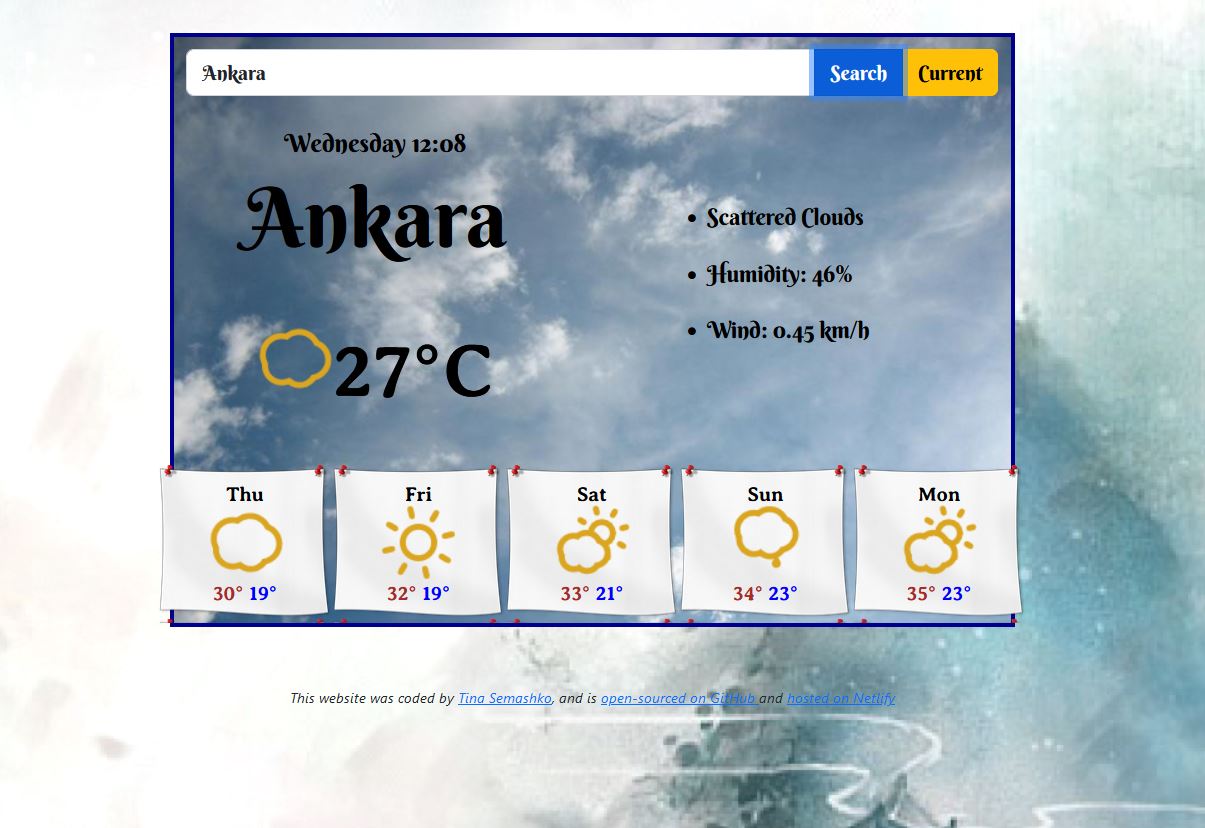 Ankara
Search
Current
Wednesday 12:08
Ankara
27°C
• Scattered Clouds
• Humidity: 46%
• Wind: 0.45 km/h
Thu
30° 19°
Fri
32° 19°
Sat
33° 21°
Sun
34° 23°
Mon
35° 23°
This website was coded by Tina Semashko, and is open-sourced on GitHub and hosted on Netlify